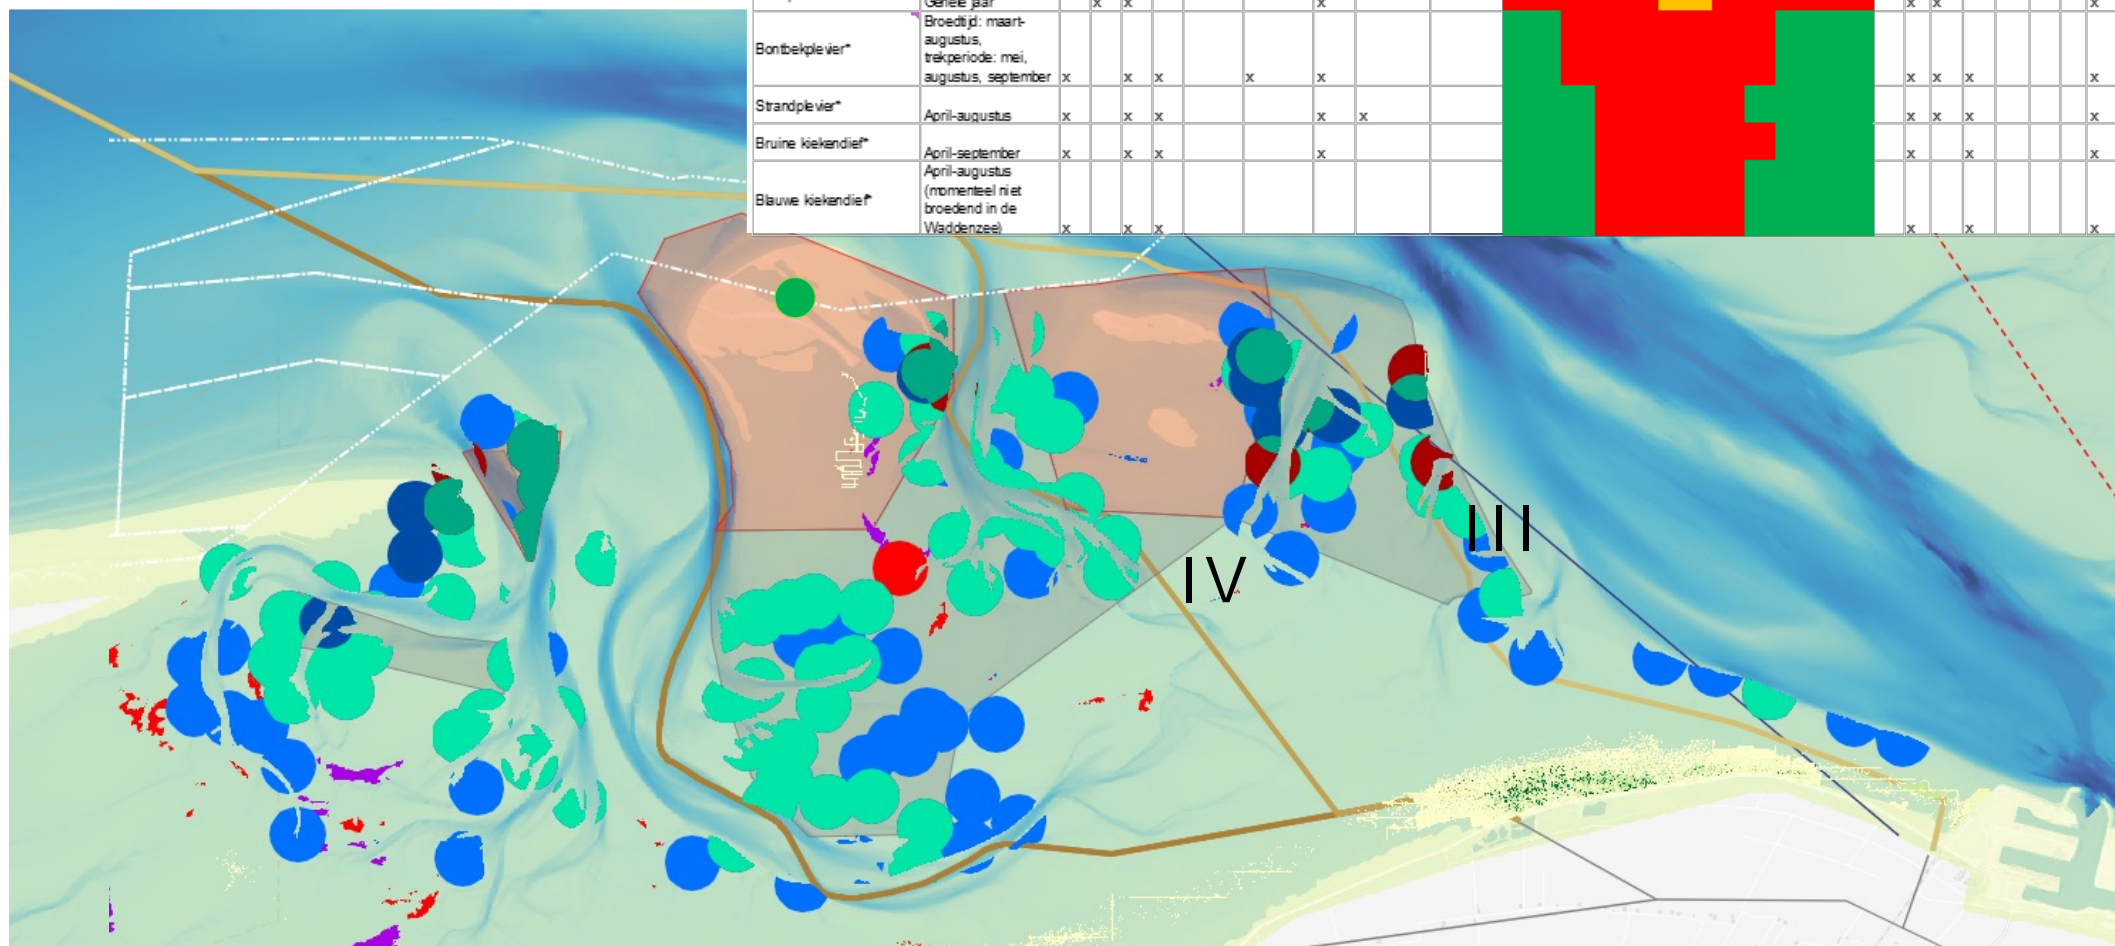 Gehele jaar x x x x x x
Broedtijd: maart-
augustus,
Bontbekplevier* trekperiode: mei,
augustus, september x x x x x x x x x
Strandplevier* April-augustus x x x x x x x x x
Bruine kiekendief* April-september x x x x x x x
April-augustus
(momenteel niet
Blauwe kiekendief* broedend in de
Waddenzee) x x x x x x
III
IV